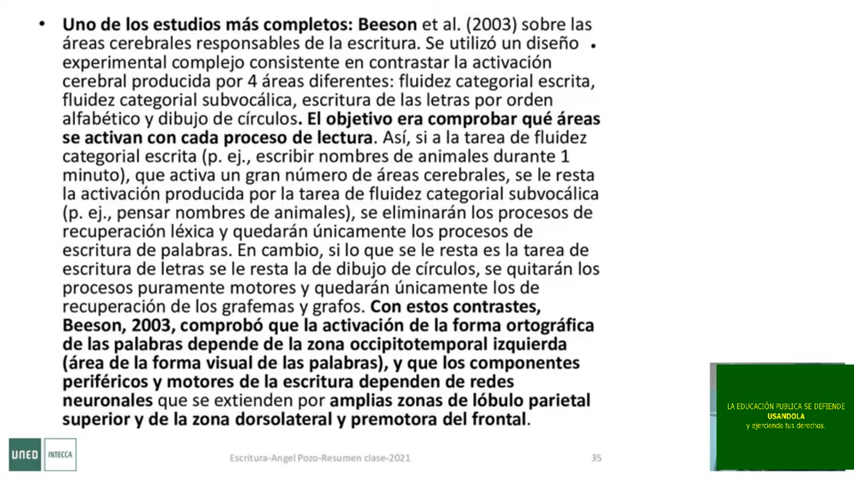 • Uno de los estudios más completos: Beeson et al. (2003) sobre las
áreas cerebrales responsables de la escritura. Se utilizó un diseño
experimental complejo consistente en contrastar la activación
cerebral producida por 4 áreas diferentes: fluidez categorial escrita,
fluidez categorial subvocálica, escritura de las letras por orden
alfabético y dibujo de círculos. El objetivo era comprobar qué áreas
se activan con cada proceso de lectura. Así, si a la tarea de fluidez
categorial escrita (p. ej., escribir nombres de animales durante 1
minuto), que activa un gran número de áreas cerebrales, se le resta
la activación producida por la tarea de fluidez categorial subvocálica
(p. ej., pensar nombres de animales), se eliminarán los procesos de
recuperación léxica y quedarán únicamente los procesos de
escritura de palabras. En cambio, si lo que se le resta es la tarea de
escritura de letras se le resta la de dibujo de círculos, se quitarán los
procesos puramente motores y quedarán únicamente los de
recuperación de los grafemas y grafos. Con estos contrastes,
Beeson, 2003, comprobó que la activación de la forma ortográfica
de las palabras depende de la zona occipitotemporal izquierda
(área de la forma visual de las palabras), y que los componentes
periféricos y motores de la escritura dependen de redes
neuronales que se extienden por amplias zonas de lóbulo parietal
superior y de la zona dorsolateral y premotora del frontal.
LA EDUCACIÓN PUBLICA SE DEFIENDE
USANDOLA
y ejerciendo tus derechos.
UNED INTECCA
Escritura-Angel Pozo-Resumen clase-2021
35